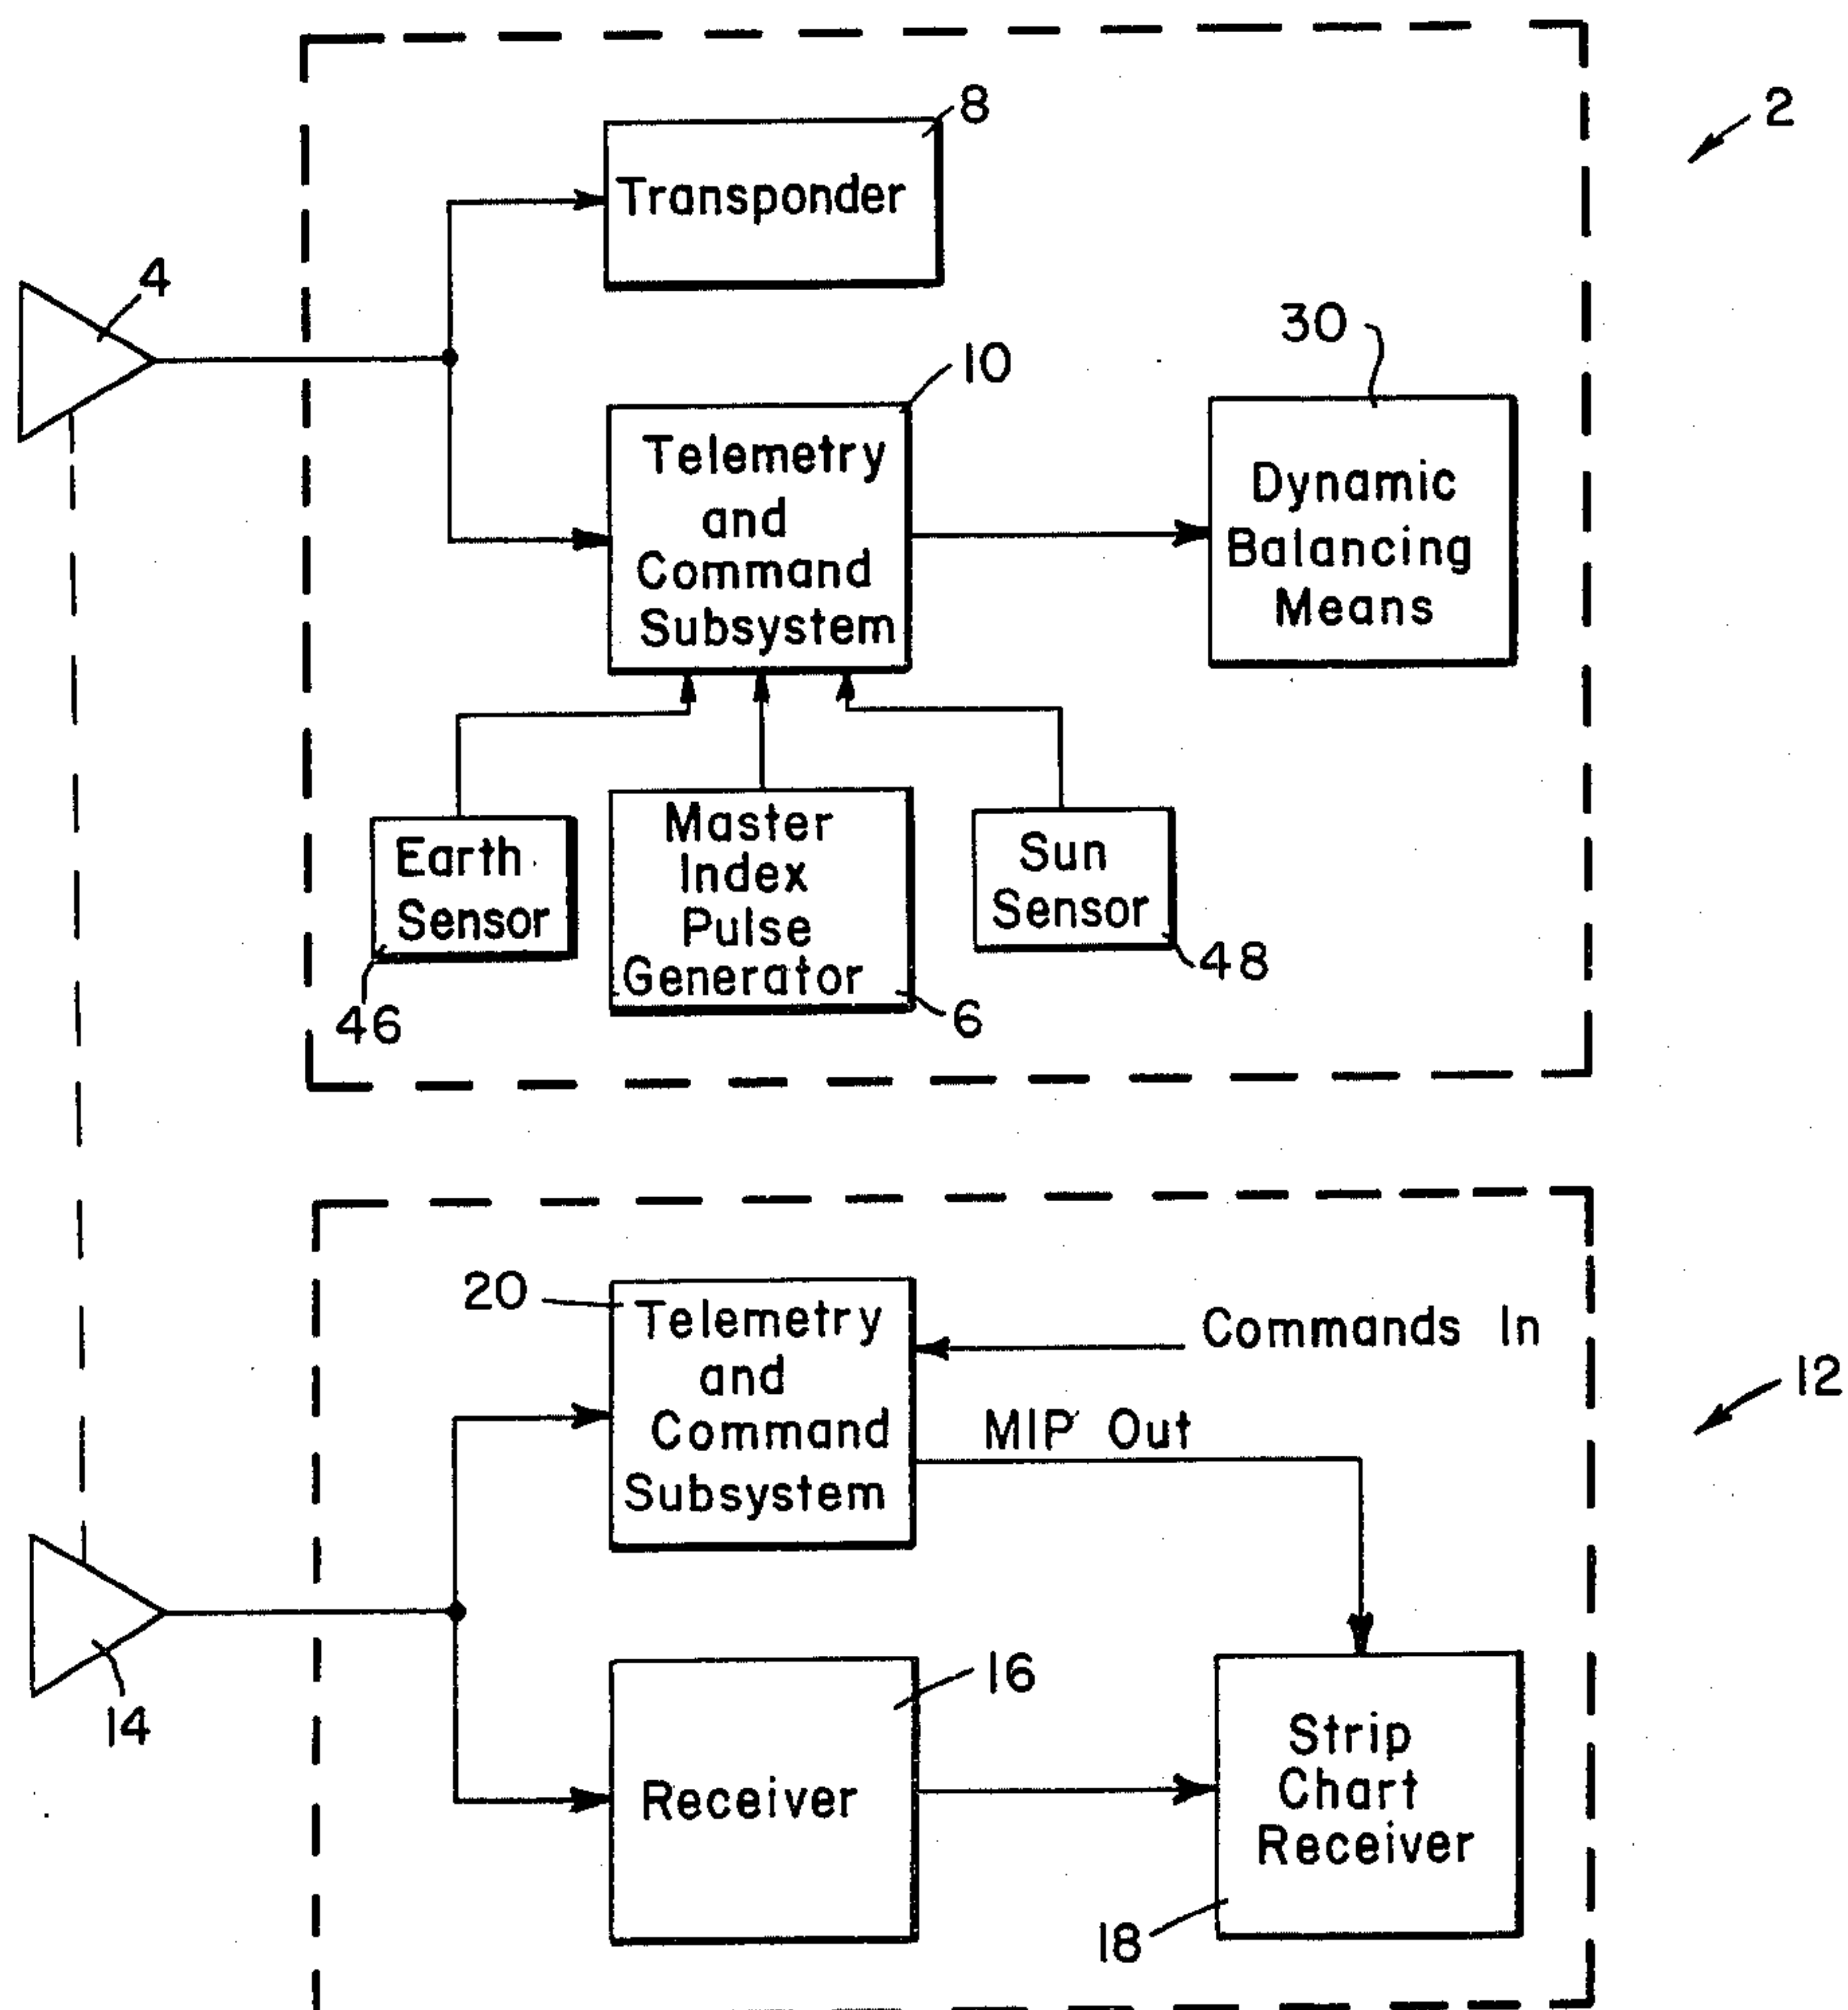 8
2
Transponder
4
30
10
Telemetry
and
Command
Subsystem
Dynamic
Balancing
Means
Earth
Sensor
46
Master
Index
Pulse
Generator
6
Sun
Sensor
48
20
Telemetry
and
Command
Subsystem
Commands In
12
MIP Out
14
16
Receiver
Strip
Chart
Receiver
18